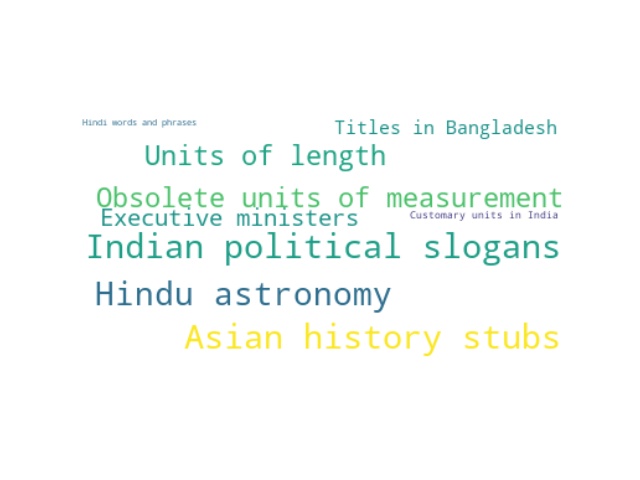 Hindi words and phrases
Titles in Bangladesh
Units of length
Obsolete units of measurement
Executive ministers
Customary units in India
Indian political slogans
Hindu astronomy
Asian history stubs